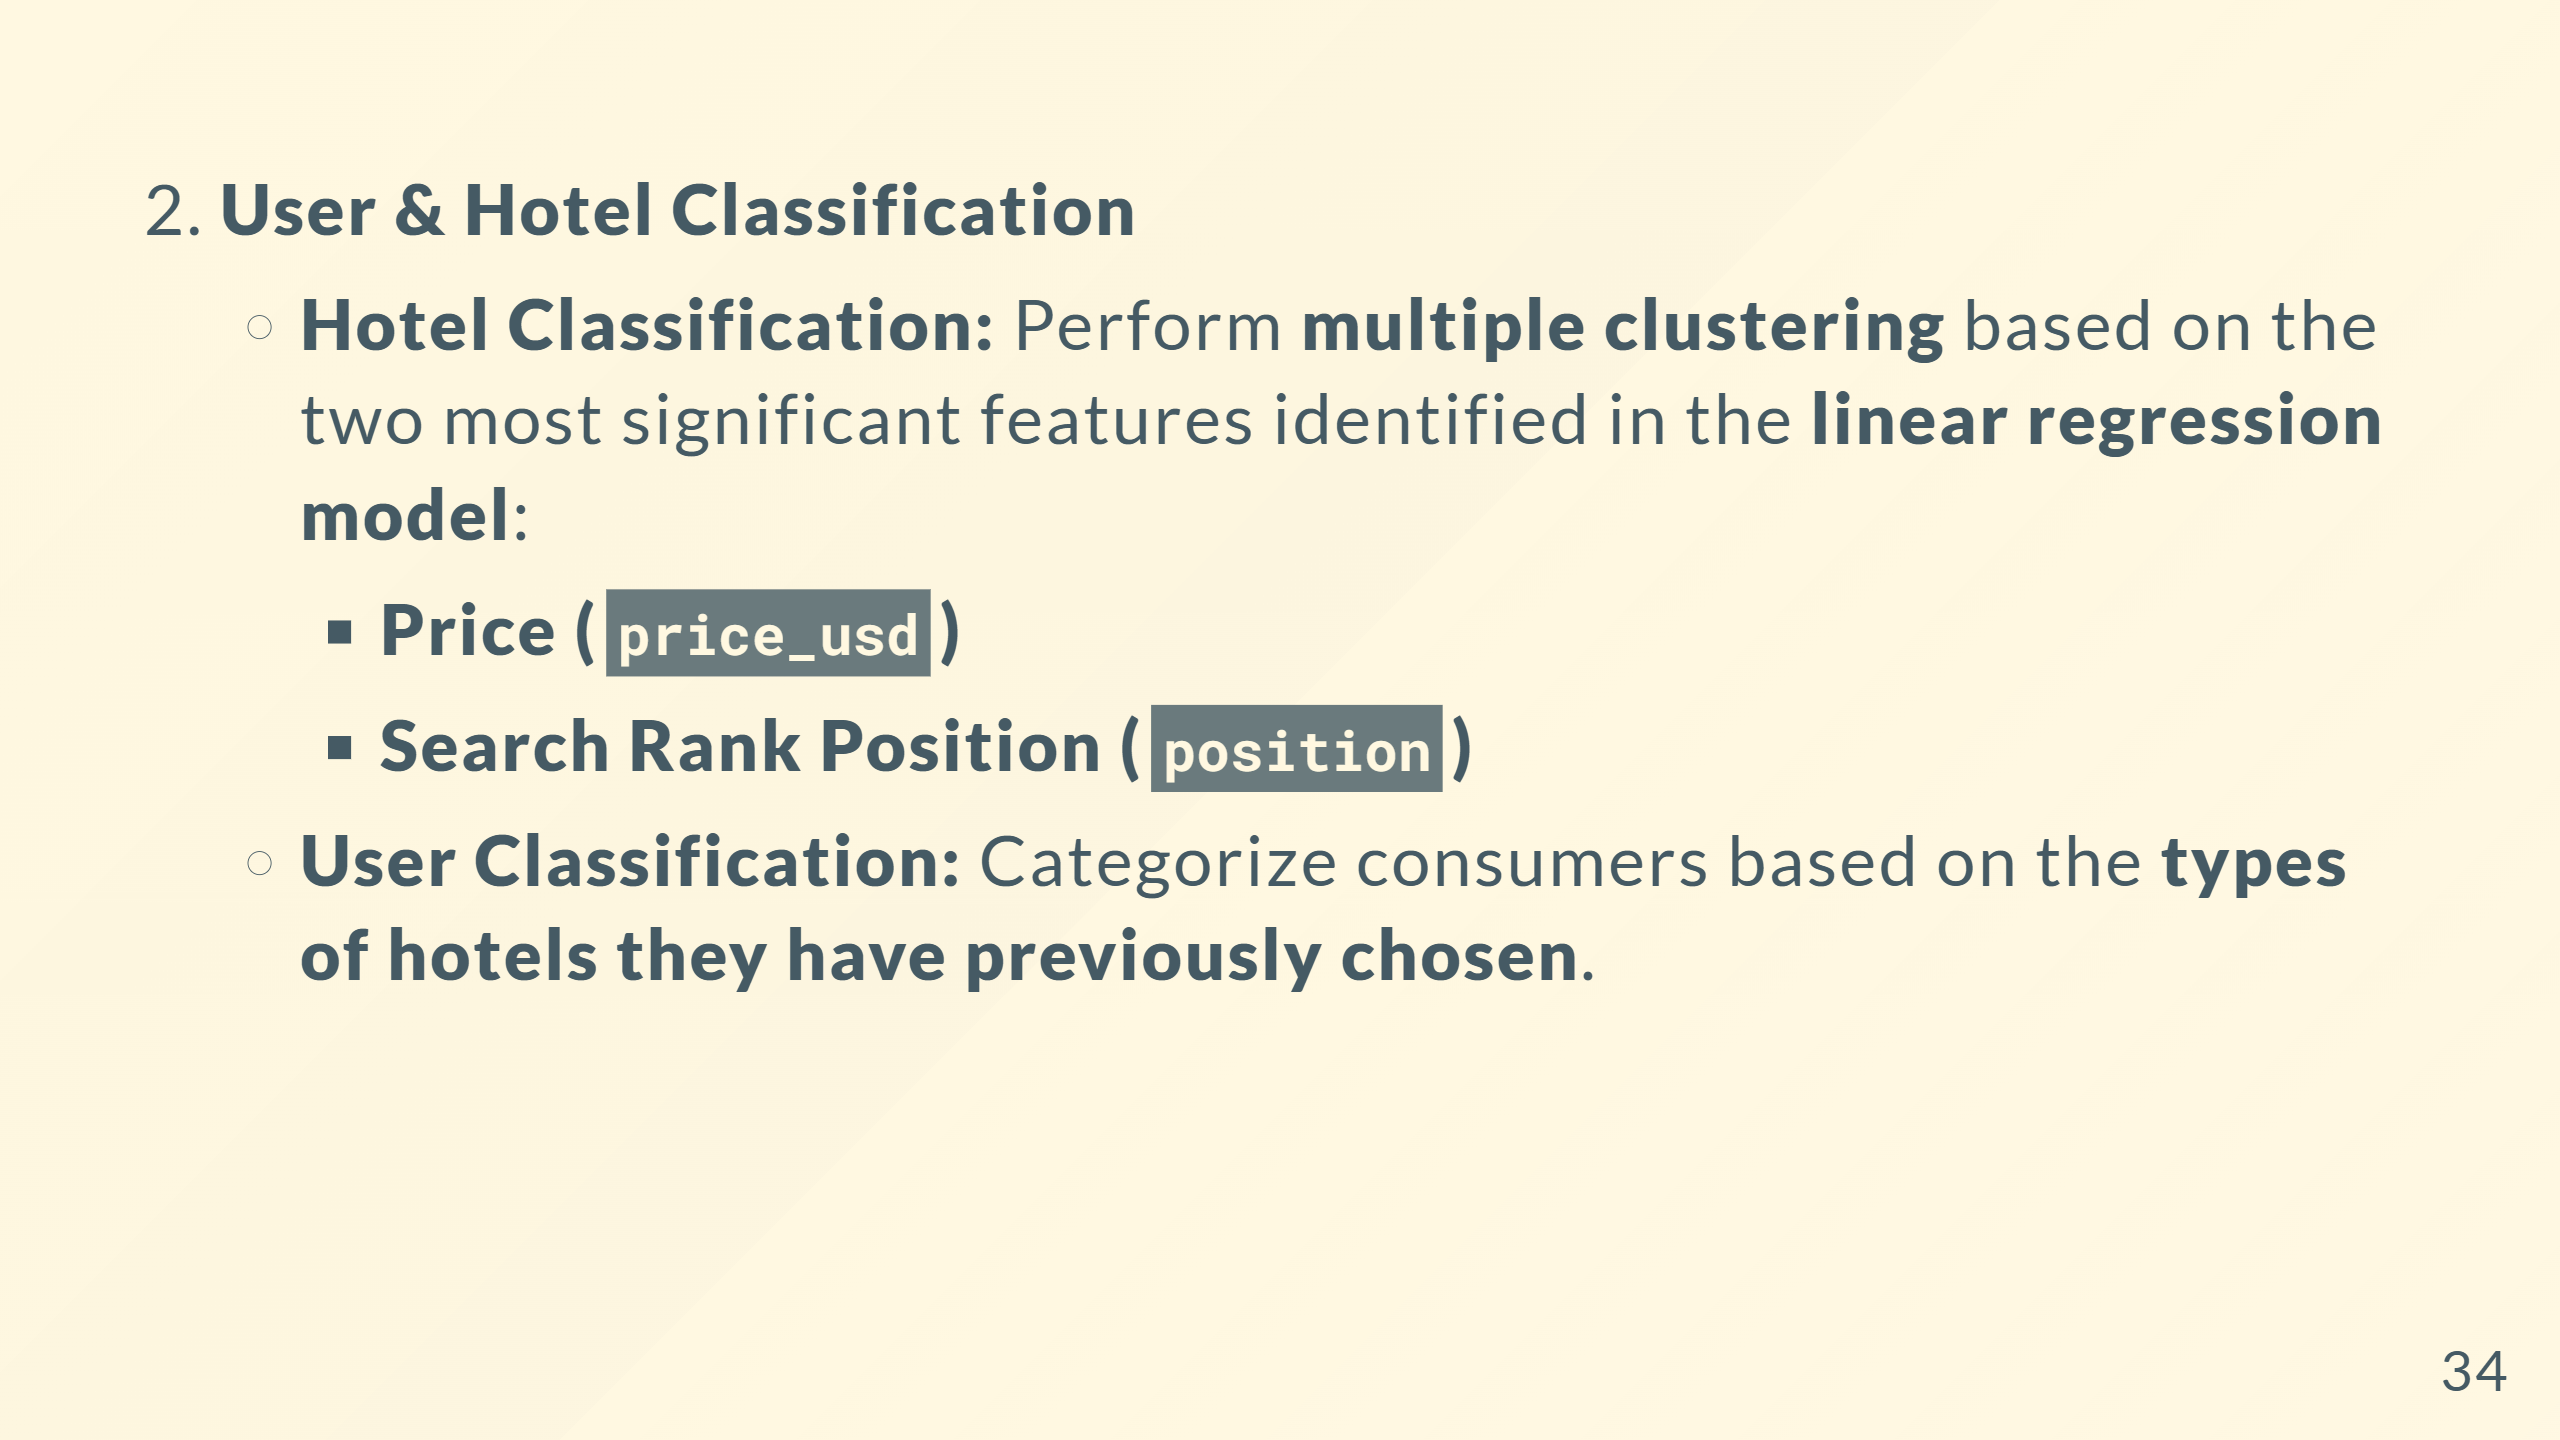 2. User & Hotel Classification
○ Hotel Classification: Perform multiple clustering based on the
two most significant features identified in the linear regression
model:
▪ Price (price_usd)
▪ Search Rank Position (position)
○ User Classification: Categorize consumers based on the types
of hotels they have previously chosen.
34